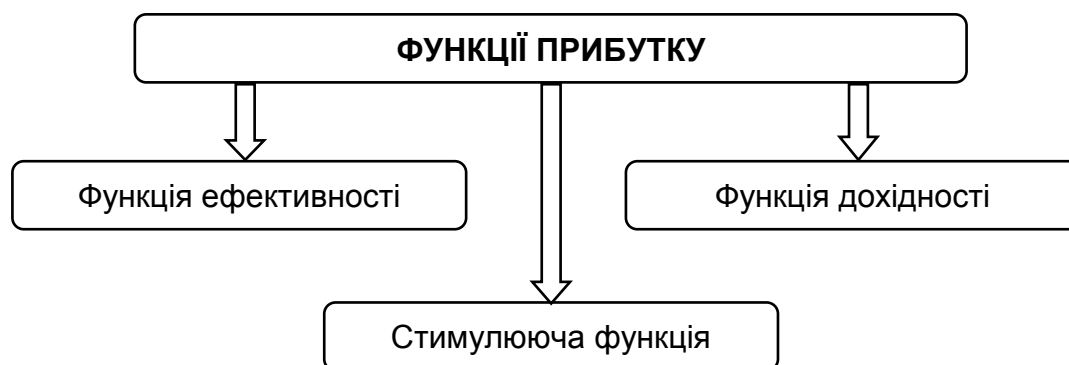 ФУНКЦІЇ ПРИБУТКУ
Функція ефективності
Функція дохідності
Стимулююча функція